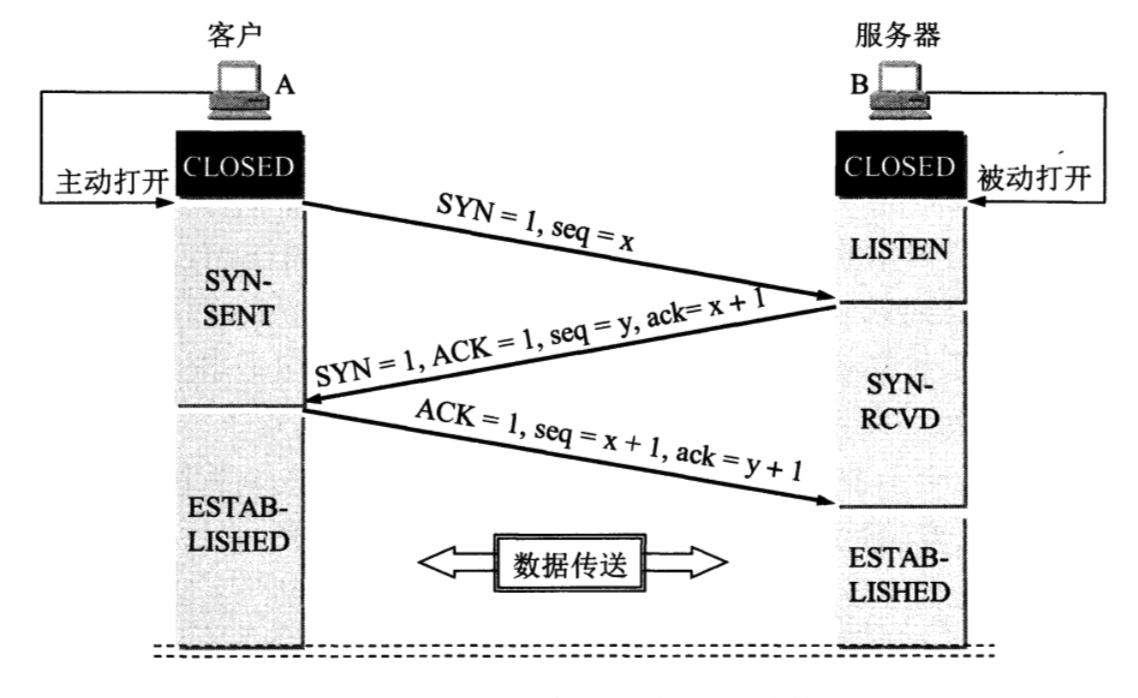 客户
服务器
A
B
CLOSED
CLOSED
主动打开
被动打开
SYN = 1, seq = x
LISTEN
SYN-
SENT
SYN = 1, ACK = 1, seq = y, ack= x + 1
SYN-
RCVD
ACK = 1, seq = x + 1, ack = y + 1
ESTAB-
LISHED
数据传送
ESTAB-
LISHED